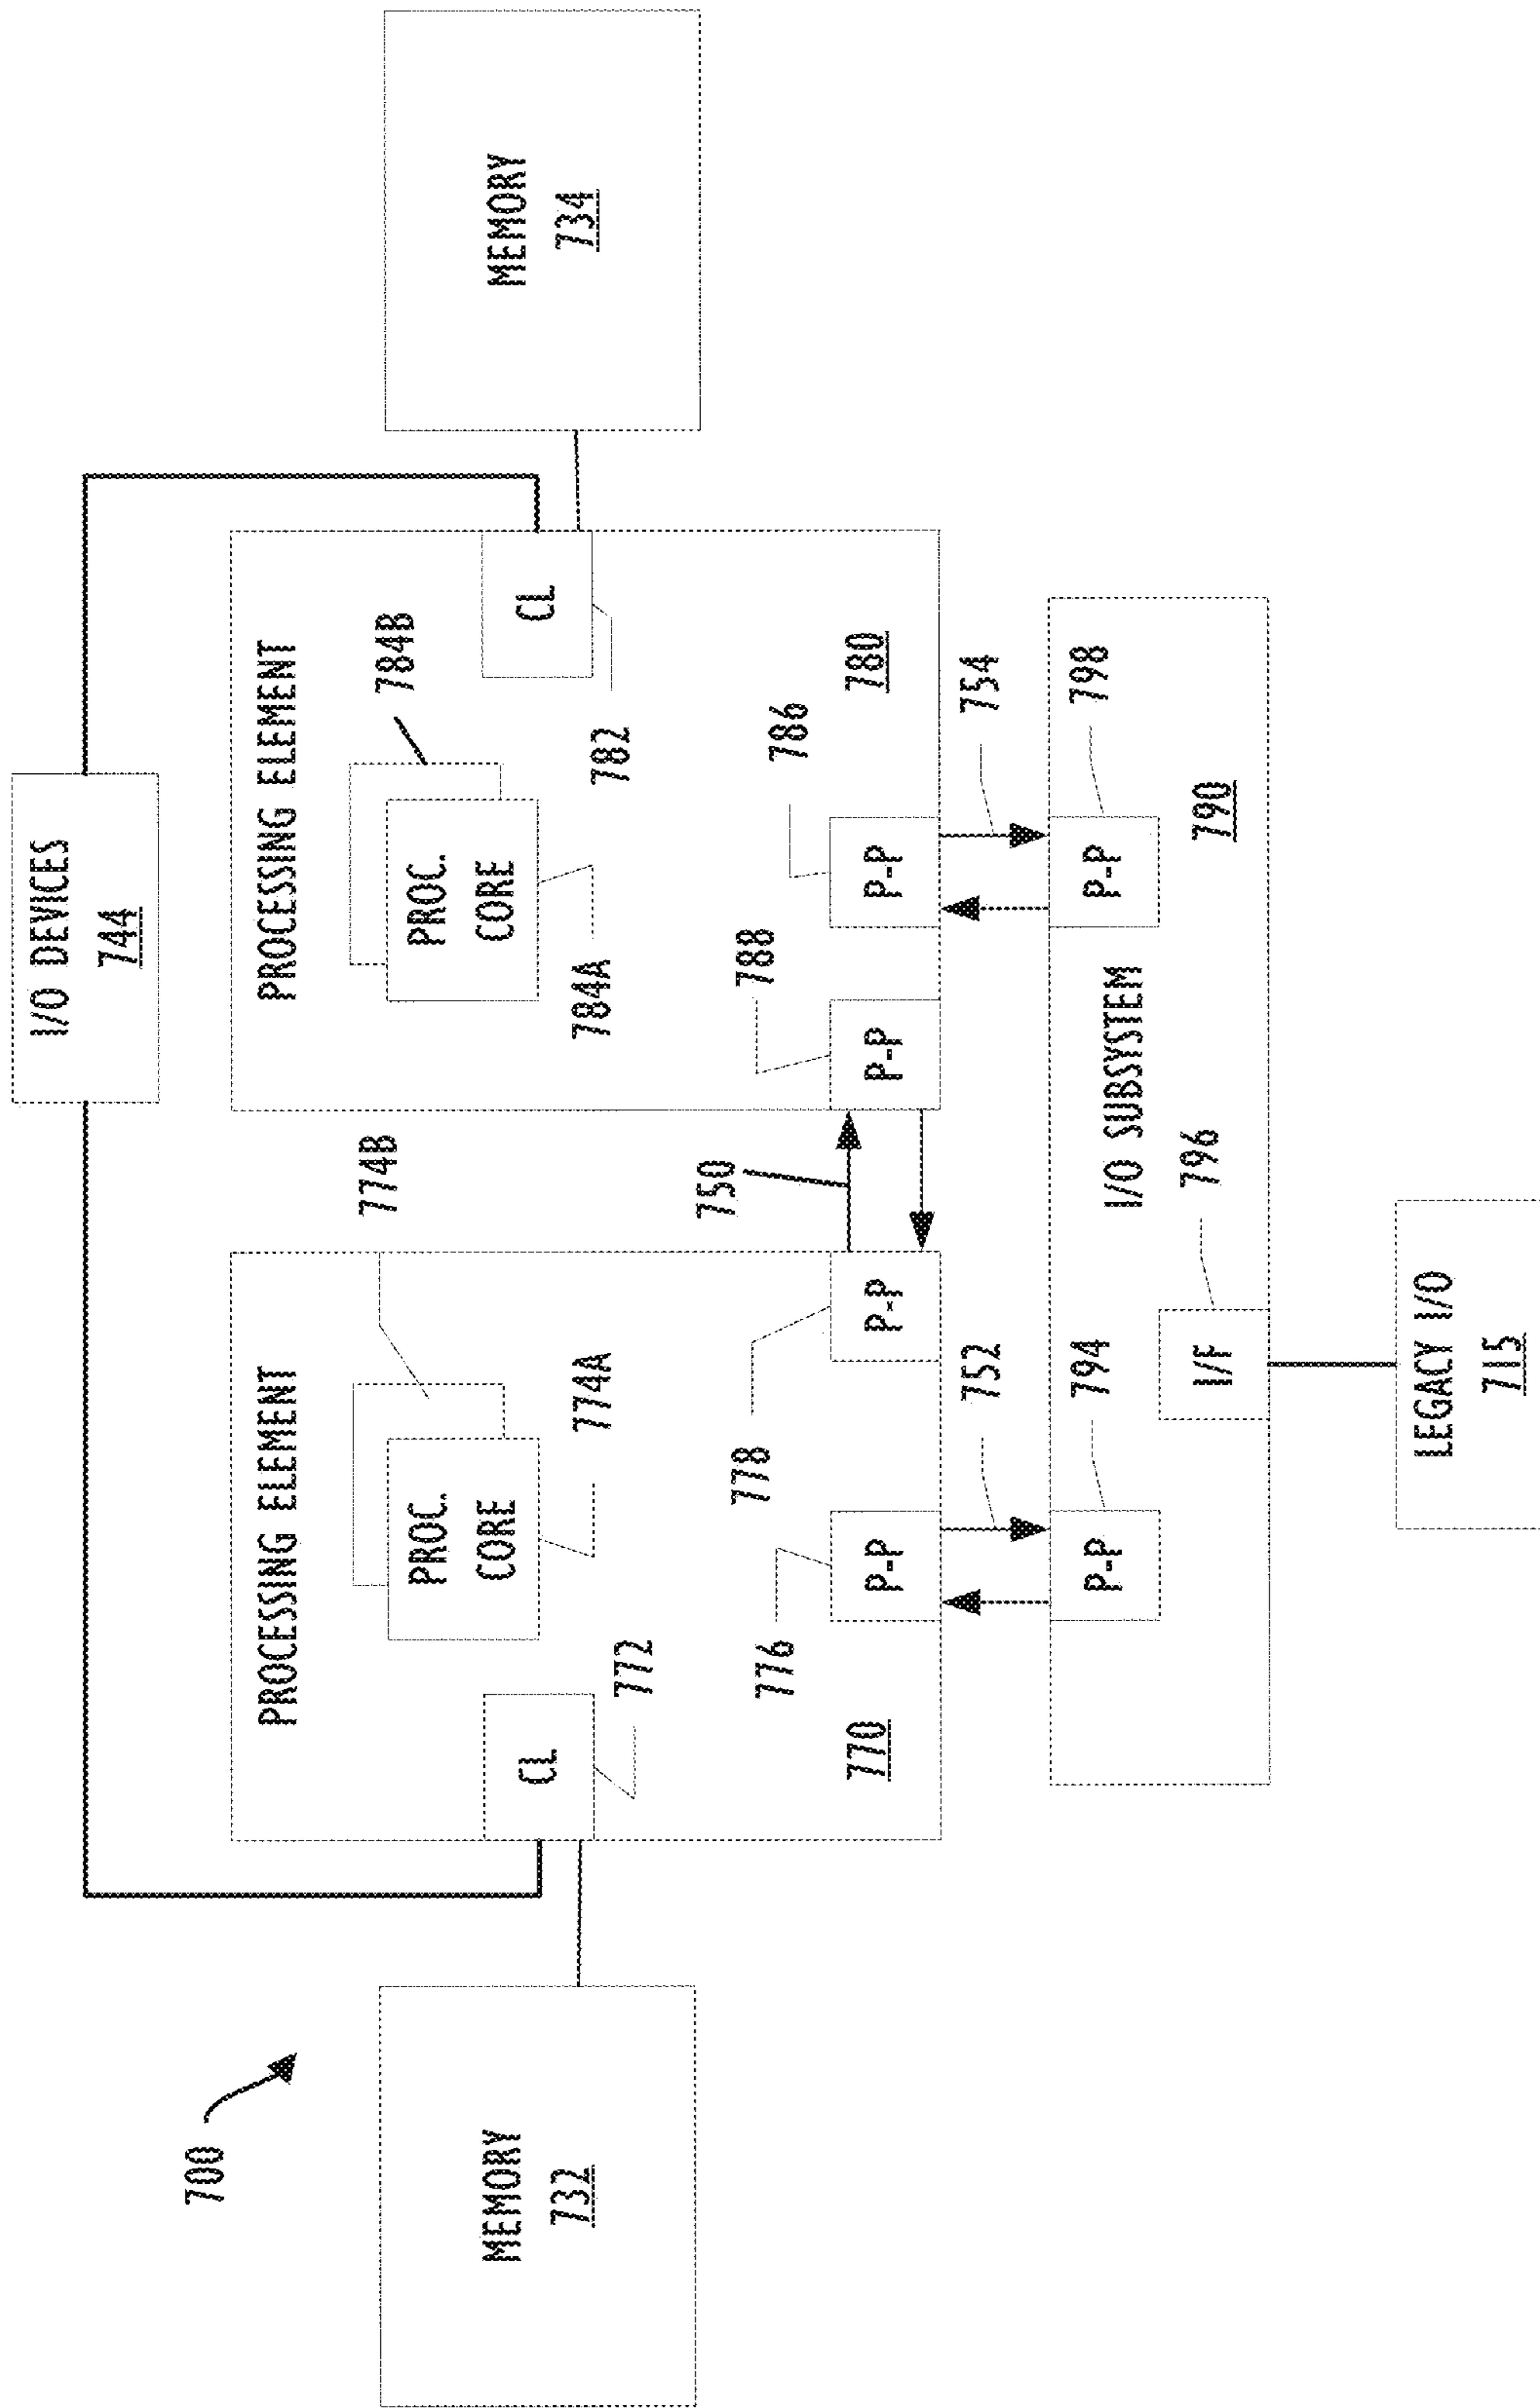 700
I/O DEVICES
744
MEMORY
732
PROCESSING ELEMENT
774B
PROC.
CORE
774A
CL
772
778
776
P-P
P-P
770
750
PROCESSING ELEMENT
784B
PROC.
CORE
784A
CL
782
788
786
P-P
P-P
780
MEMORY
734
752
754
794
P-P
I/O SUBSYSTEM
796
I/F
798
P-P
790
LEGACY I/O
715